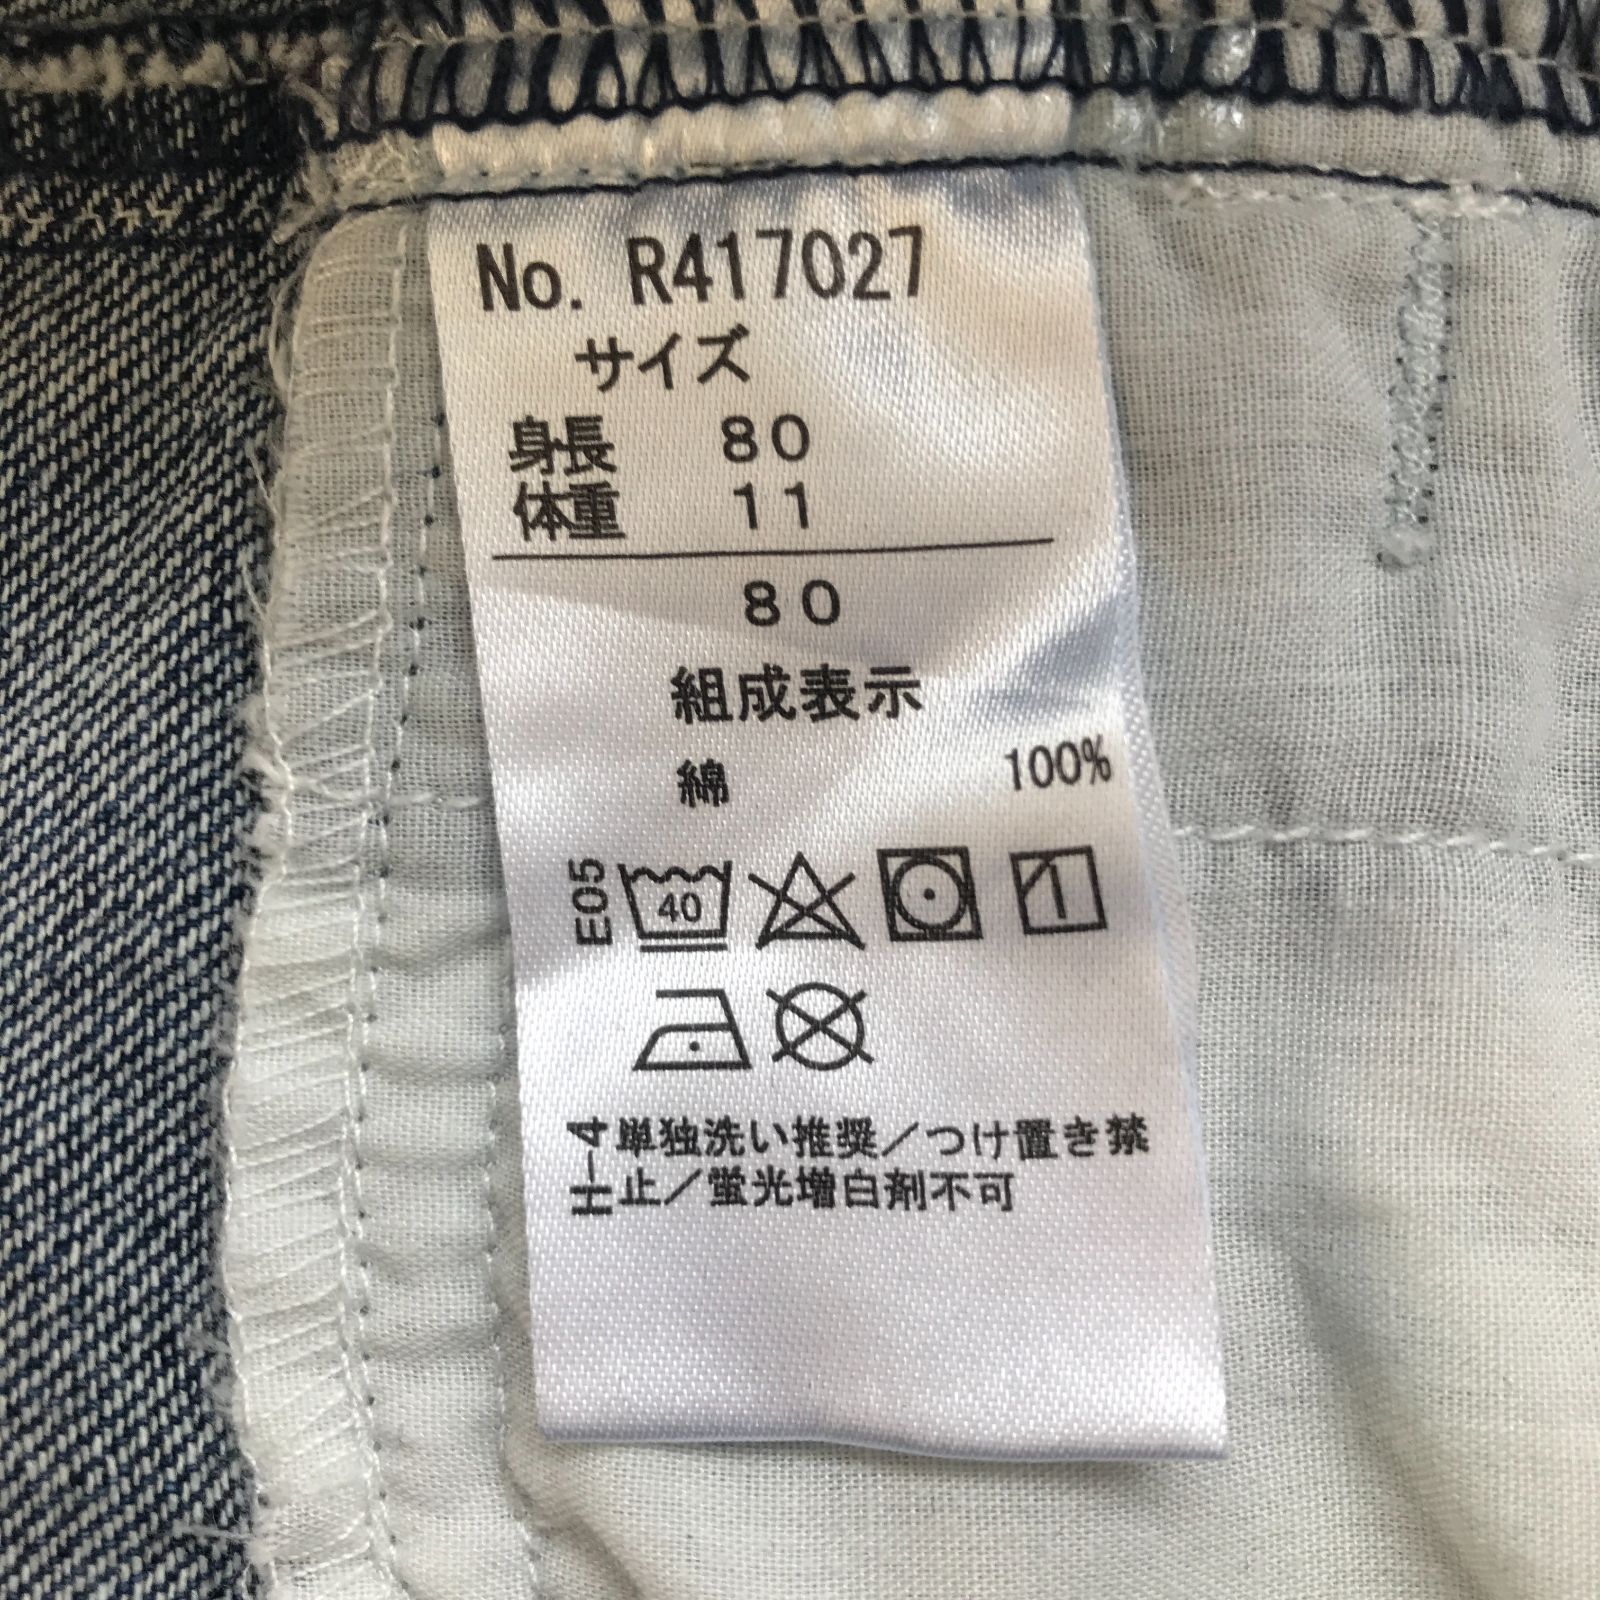 No. R417027
サイズ
身長 80
体重 11
80
組成表示
綿 100%
E05 40
H-4 単独洗い推奨／つけ置き禁
止／蛍光増白剤不可